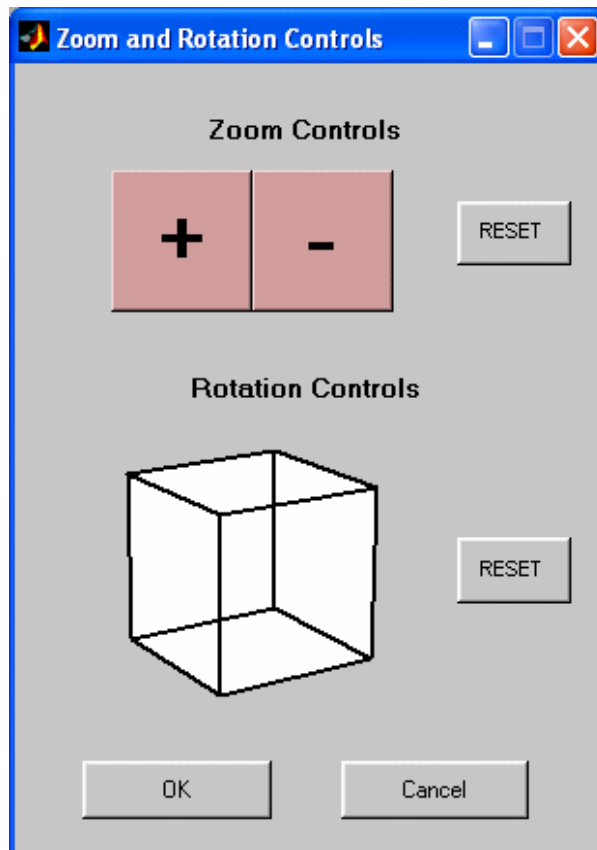 Zoom and Rotation Controls
Zoom Controls
+ -
RESET
Rotation Controls
RESET
OK Cancel